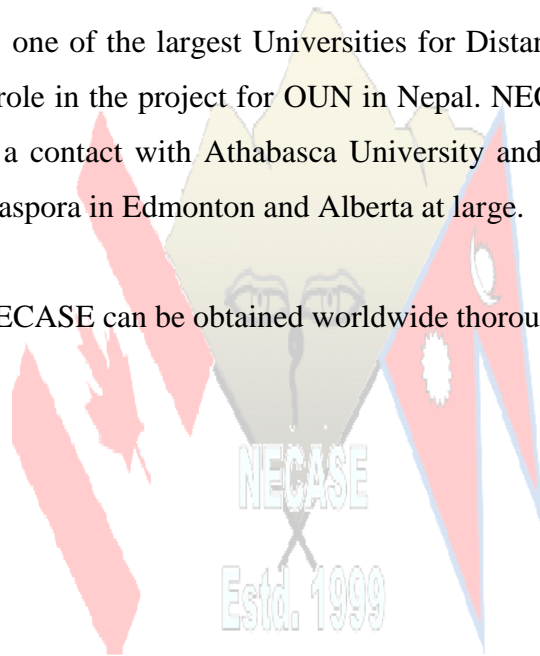 one of the largest Universities for Distan
role in the project for OUN in Nepal. NEC
a contact with Athabasca University and
aspora in Edmonton and Alberta at large.
ECASE can be obtained worldwide thorou
NECASE
Estd. 1999